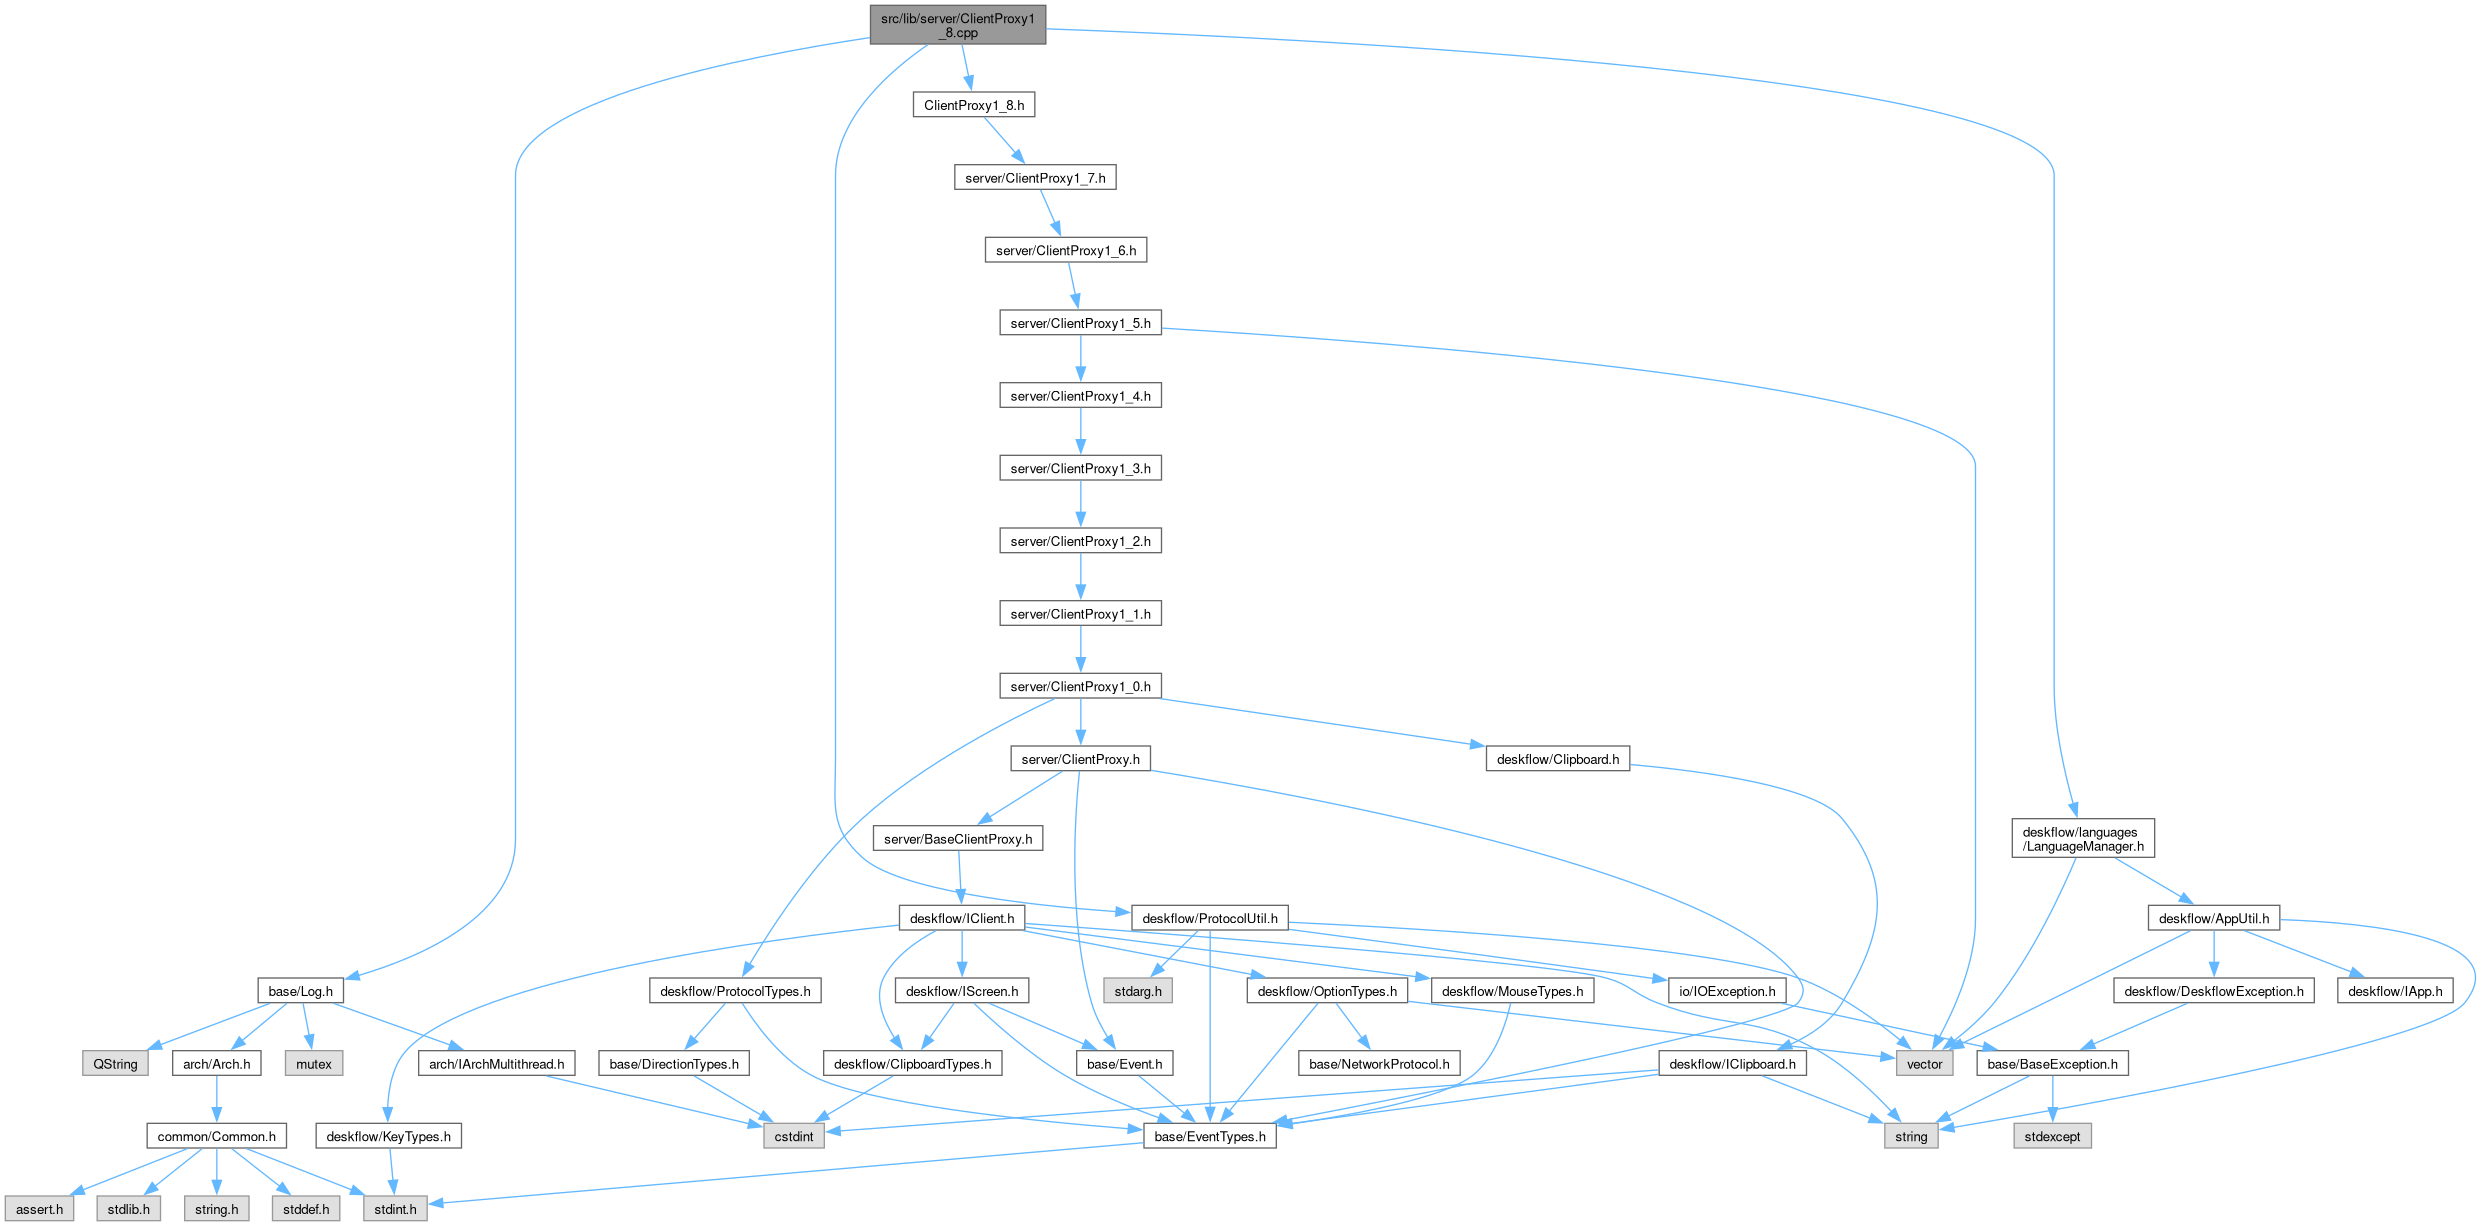 src/lib/server/ClientProxy1
_8.cpp
ClientProxy1_8.h
server/ClientProxy1_7.h
server/ClientProxy1_6.h
server/ClientProxy1_5.h
server/ClientProxy1_4.h
server/ClientProxy1_3.h
server/ClientProxy1_2.h
server/ClientProxy1_1.h
server/ClientProxy1_0.h
server/ClientProxy.h
deskflow/Clipboard.h
server/BaseClientProxy.h
deskflow/languages
/LanguageManager.h
deskflow/IClient.h
deskflow/ProtocolUtil.h
deskflow/AppUtil.h
base/Log.h
deskflow/ProtocolTypes.h
deskflow/IScreen.h
stdarg.h
deskflow/OptionTypes.h
deskflow/MouseTypes.h
io/IOException.h
deskflow/DeskflowException.h
deskflow/IApp.h
QString
arch/Arch.h
mutex
arch/IArchMultithread.h
base/DirectionTypes.h
deskflow/ClipboardTypes.h
base/Event.h
base/NetworkProtocol.h
deskflow/IClipboard.h
vector
base/BaseException.h
common/Common.h
deskflow/KeyTypes.h
cstdint
base/EventTypes.h
string
stdexcept
assert.h
stdlib.h
string.h
stddef.h
stdint.h